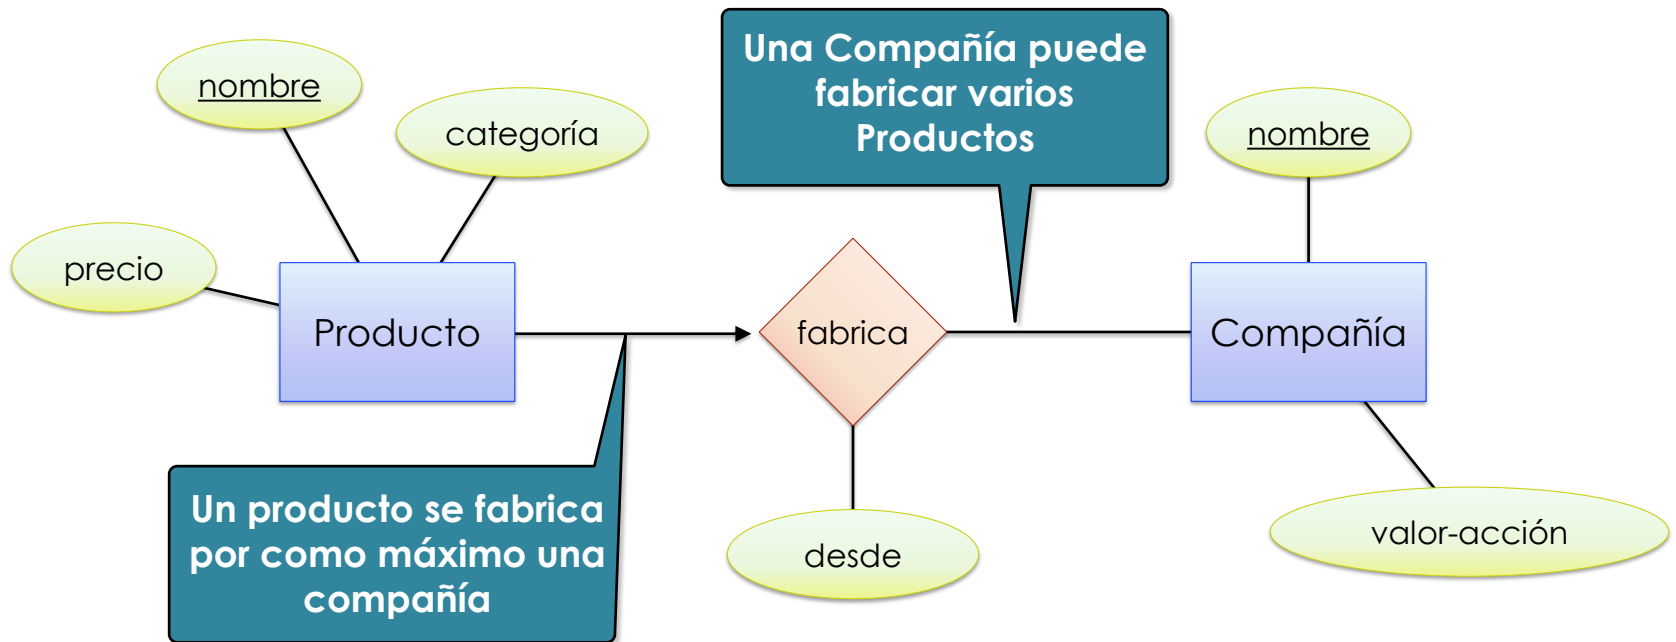 Una Compañía puede
fabricar varios
Productos
nombre
categoría
nombre
precio
Producto
fabrica
Compañía
Un producto se fabrica
por como máximo una
compañía
desde
valor-acción